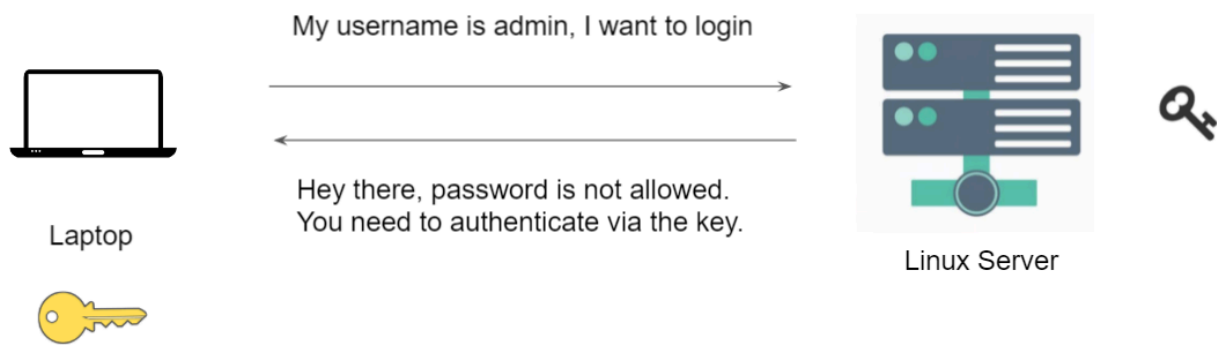 My username is admin, I want to login
Hey there, password is not allowed.
You need to authenticate via the key.
Laptop
Linux Server